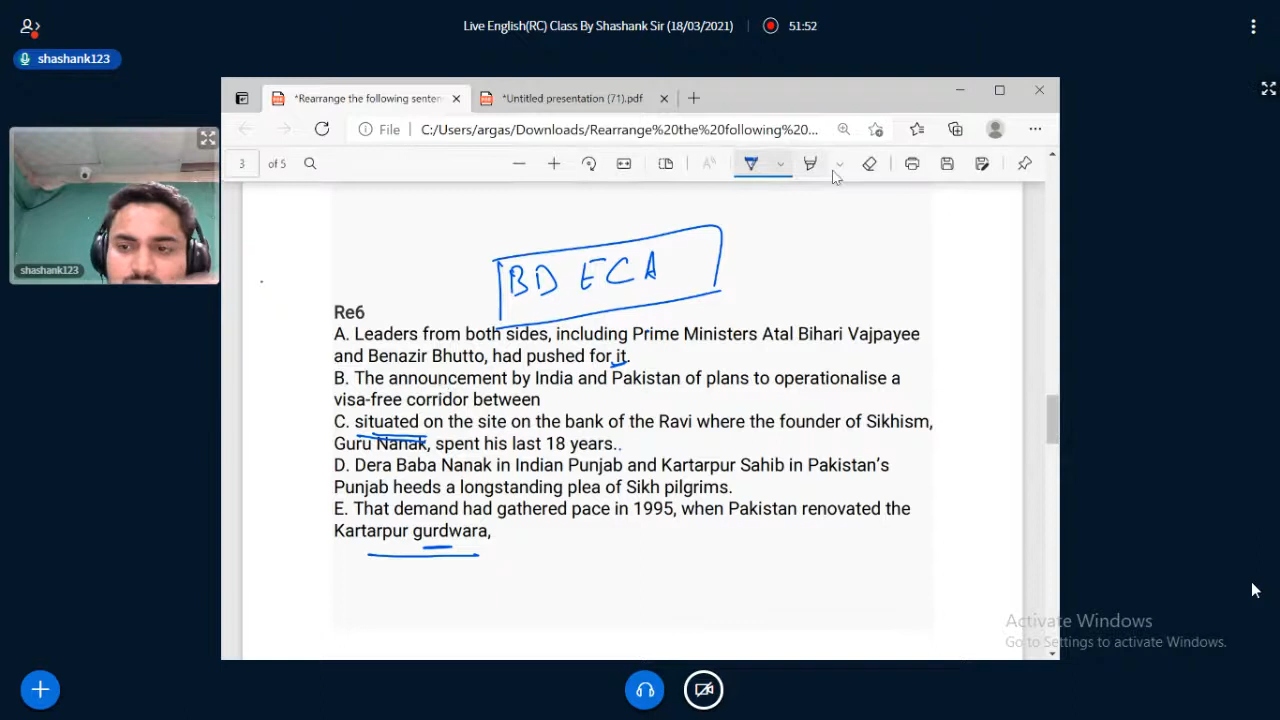 Live English(RC) Class By Shashank Sir (18/03/2021)
51:52
shashank123
*Rearrange the following senten
*Untitled presentation (71).pdf
File
C:/Users/argas/Downloads/Rearrange%20the%20following%20...
3 of 5
shashank123
BD ECA
Re6
A. Leaders from both sides, including Prime Ministers Atal Bihari Vajpayee
and Benazir Bhutto, had pushed for it.
B. The announcement by India and Pakistan of plans to operationalise a
visa-free corridor between
C. situated on the site on the bank of the Ravi where the founder of Sikhism,
Guru Nanak, spent his last 18 years..
D. Dera Baba Nanak in Indian Punjab and Kartarpur Sahib in Pakistan's
Punjab heeds a longstanding plea of Sikh pilgrims.
E. That demand had gathered pace in 1995, when Pakistan renovated the
Kartarpur gurdwara,
Activate Windows
Go to Settings to activate Windows.